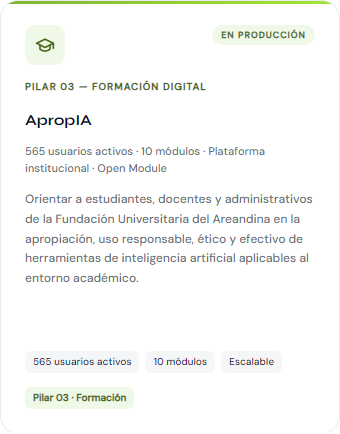 EN PRODUCCIÓN
PILAR 03 — FORMACIÓN DIGITAL
ApropIA
565 usuarios activos · 10 módulos · Plataforma
institucional · Open Module
Orientar a estudiantes, docentes y administrativos
de la Fundación Universitaria del Areandina en la
apropiación, uso responsable, ético y efectivo de
herramientas de inteligencia artificial aplicables al
entorno académico.
565 usuarios activos
10 módulos
Escalable
Pilar 03 · Formación